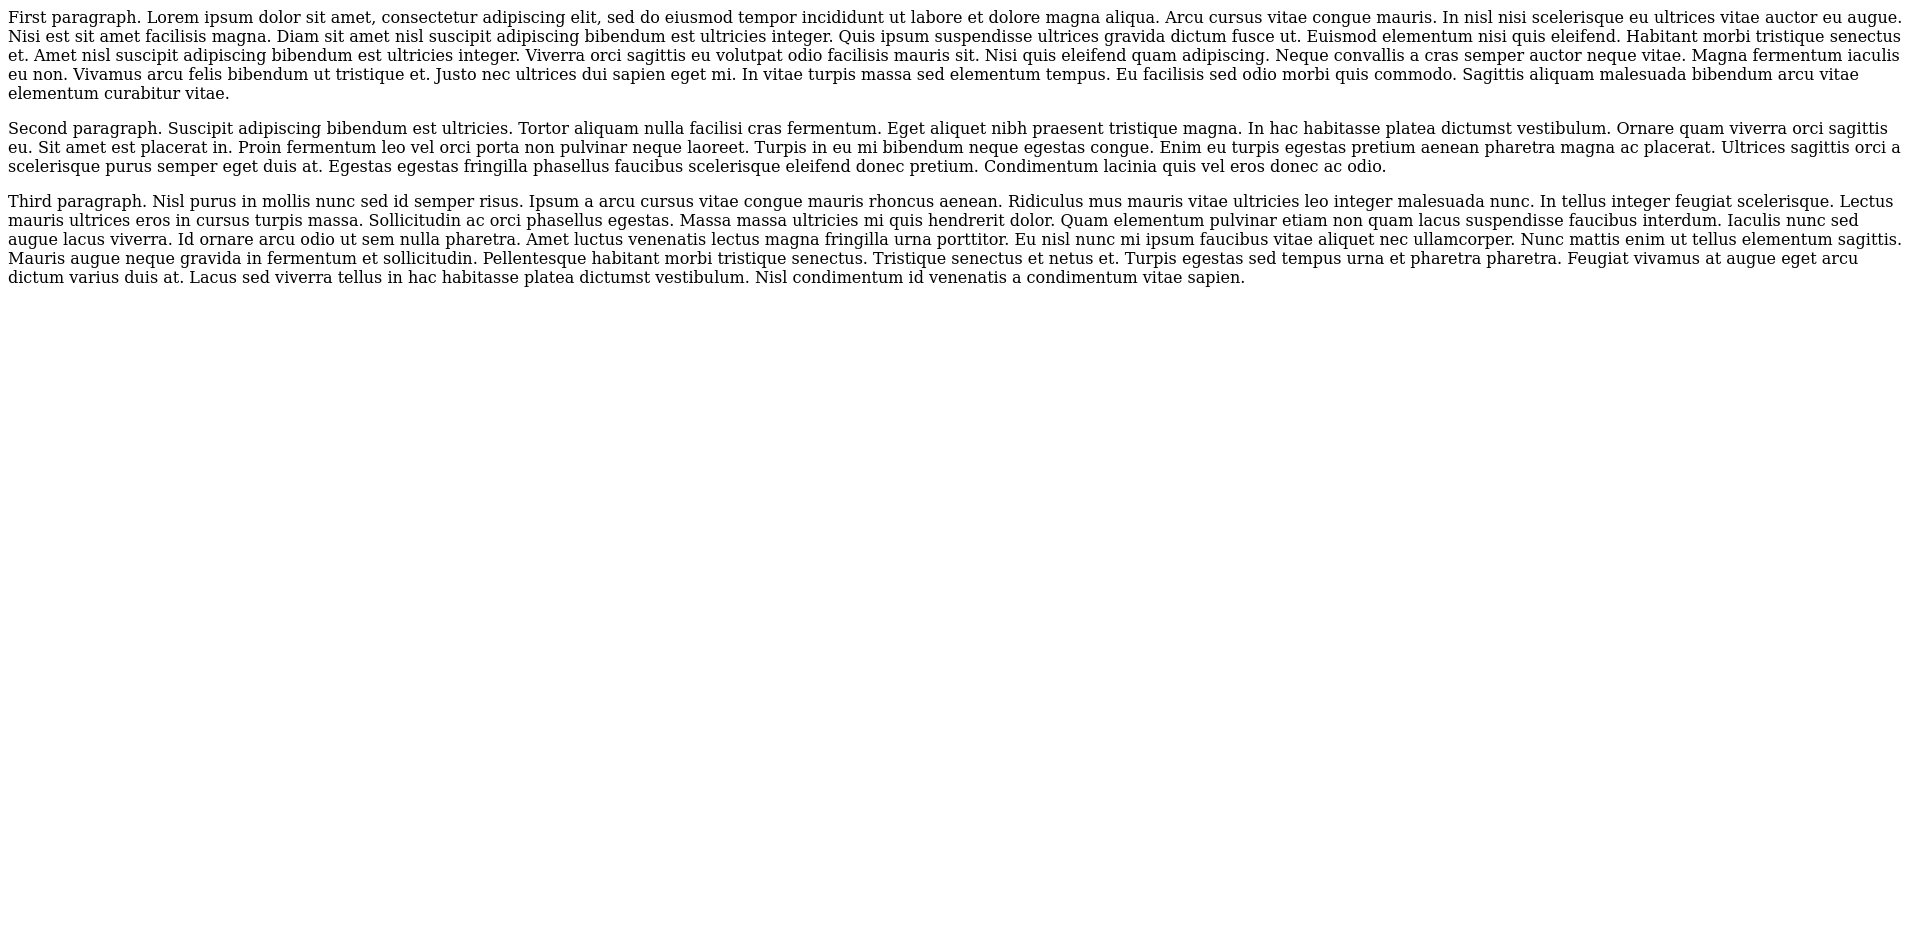 First paragraph. Lorem ipsum dolor sit amet, consectetur adipiscing elit, sed do eiusmod tempor incididunt ut labore et dolore magna aliqua. Arcu cursus vitae congue mauris. In nisl nisi scelerisque eu ultrices vitae auctor eu augue.
Nisi est sit amet facilisis magna. Diam sit amet nisl suscipit adipiscing bibendum est ultricies integer. Quis ipsum suspendisse ultrices gravida dictum fusce ut. Euismod elementum nisi quis eleifend. Habitant morbi tristique senectus
et. Amet nisl suscipit adipiscing bibendum est ultricies integer. Viverra orci sagittis eu volutpat odio facilisis mauris sit. Nisi quis eleifend quam adipiscing. Neque convallis a cras semper auctor neque vitae. Magna fermentum iaculis
eu non. Vivamus arcu felis bibendum ut tristique et. Justo nec ultrices dui sapien eget mi. In vitae turpis massa sed elementum tempus. Eu facilisis sed odio morbi quis commodo. Sagittis aliquam malesuada bibendum arcu vitae
elementum curabitur vitae.
Second paragraph. Suscipit adipiscing bibendum est ultricies. Tortor aliquam nulla facilisi cras fermentum. Eget aliquet nibh praesent tristique magna. In hac habitasse platea dictumst vestibulum. Ornare quam viverra orci sagittis
eu. Sit amet est placerat in. Proin fermentum leo vel orci porta non pulvinar neque laoreet. Turpis in eu mi bibendum neque egestas congue. Enim eu turpis egestas pretium aenean pharetra magna ac placerat. Ultrices sagittis orci a
scelerisque purus semper eget duis at. Egestas egestas fringilla phasellus faucibus scelerisque eleifend donec pretium. Condimentum lacinia quis vel eros donec ac odio.
Third paragraph. Nisl purus in mollis nunc sed id semper risus. Ipsum a arcu cursus vitae congue mauris rhoncus aenean. Ridiculus mus mauris vitae ultricies leo integer malesuada nunc. In tellus integer feugiat scelerisque. Lectus
mauris ultrices eros in cursus turpis massa. Sollicitudin ac orci phasellus egestas. Massa massa ultricies mi quis hendrerit dolor. Quam elementum pulvinar etiam non quam lacus suspendisse faucibus interdum. Iaculis nunc sed
augue lacus viverra. Id ornare arcu odio ut sem nulla pharetra. Amet luctus venenatis lectus magna fringilla urna porttitor. Eu nisl nunc mi ipsum faucibus vitae aliquet nec ullamcorper. Nunc mattis enim ut tellus elementum sagittis.
Mauris augue neque gravida in fermentum et sollicitudin. Pellentesque habitant morbi tristique senectus. Tristique senectus et netus et. Turpis egestas sed tempus urna et pharetra pharetra. Feugiat vivamus at augue eget arcu
dictum varius duis at. Lacus sed viverra tellus in hac habitasse platea dictumst vestibulum. Nisl condimentum id venenatis a condimentum vitae sapien.